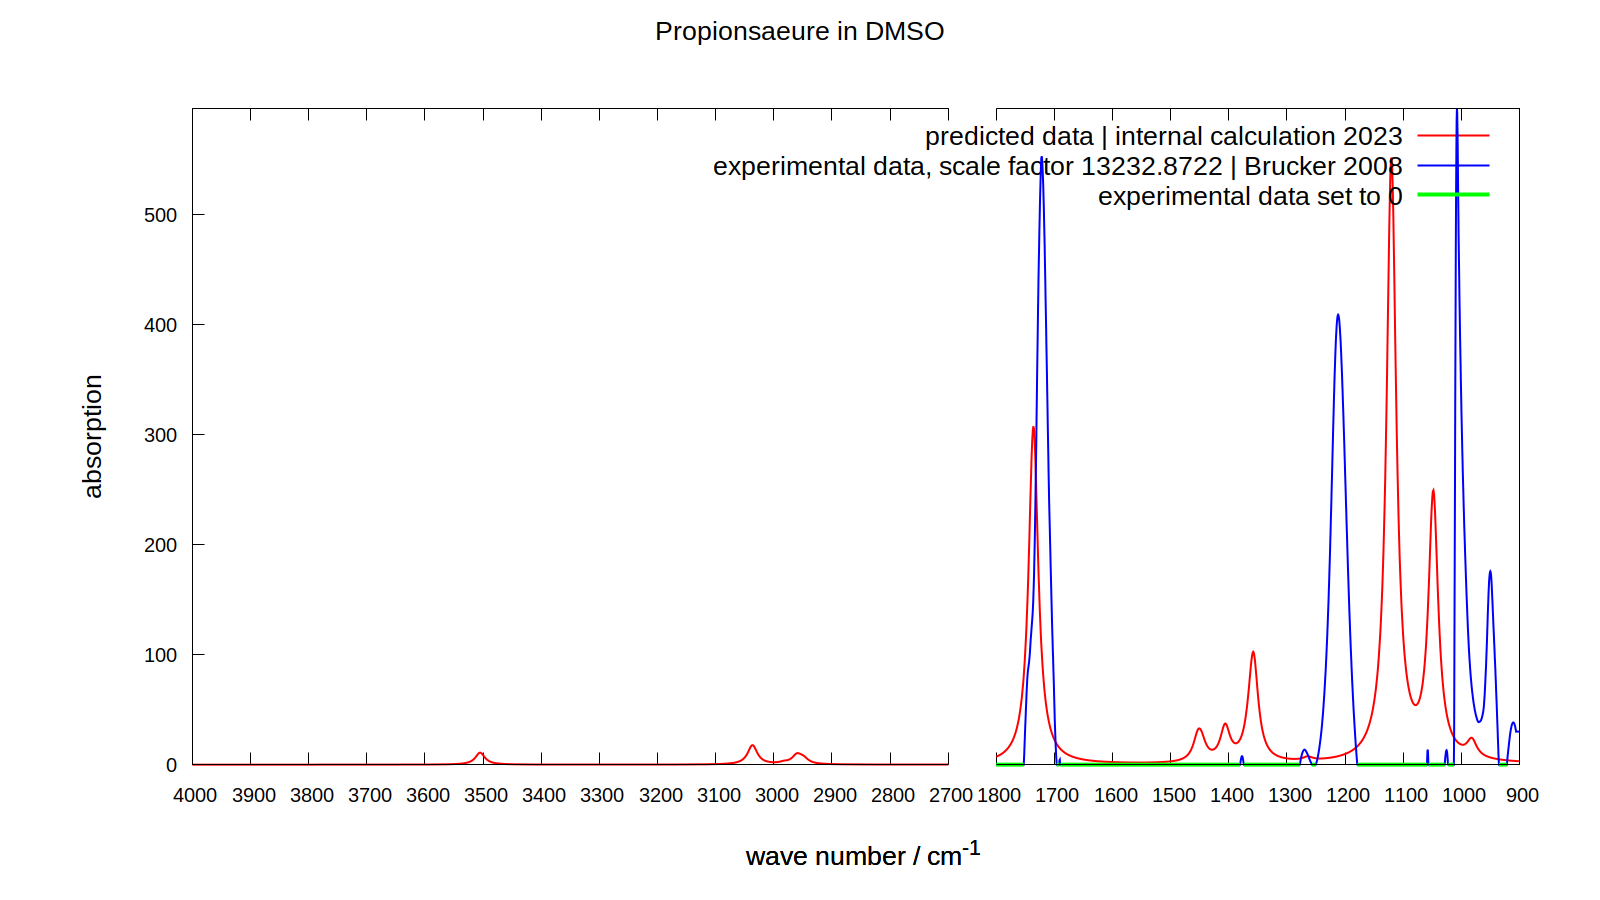 Propionsaeure in DMSO
predicted data | internal calculation 2023
experimental data, scale factor 13232.8722 | Brucker 2008
experimental data set to 0
500
400
300
200
100
0
absorption
4000 3900 3800 3700 3600 3500 3400 3300 3200 3100 3000 2900 2800 2700 1800 1700 1600 1500 1400 1300 1200 1100 1000 900
wave number / cm-1